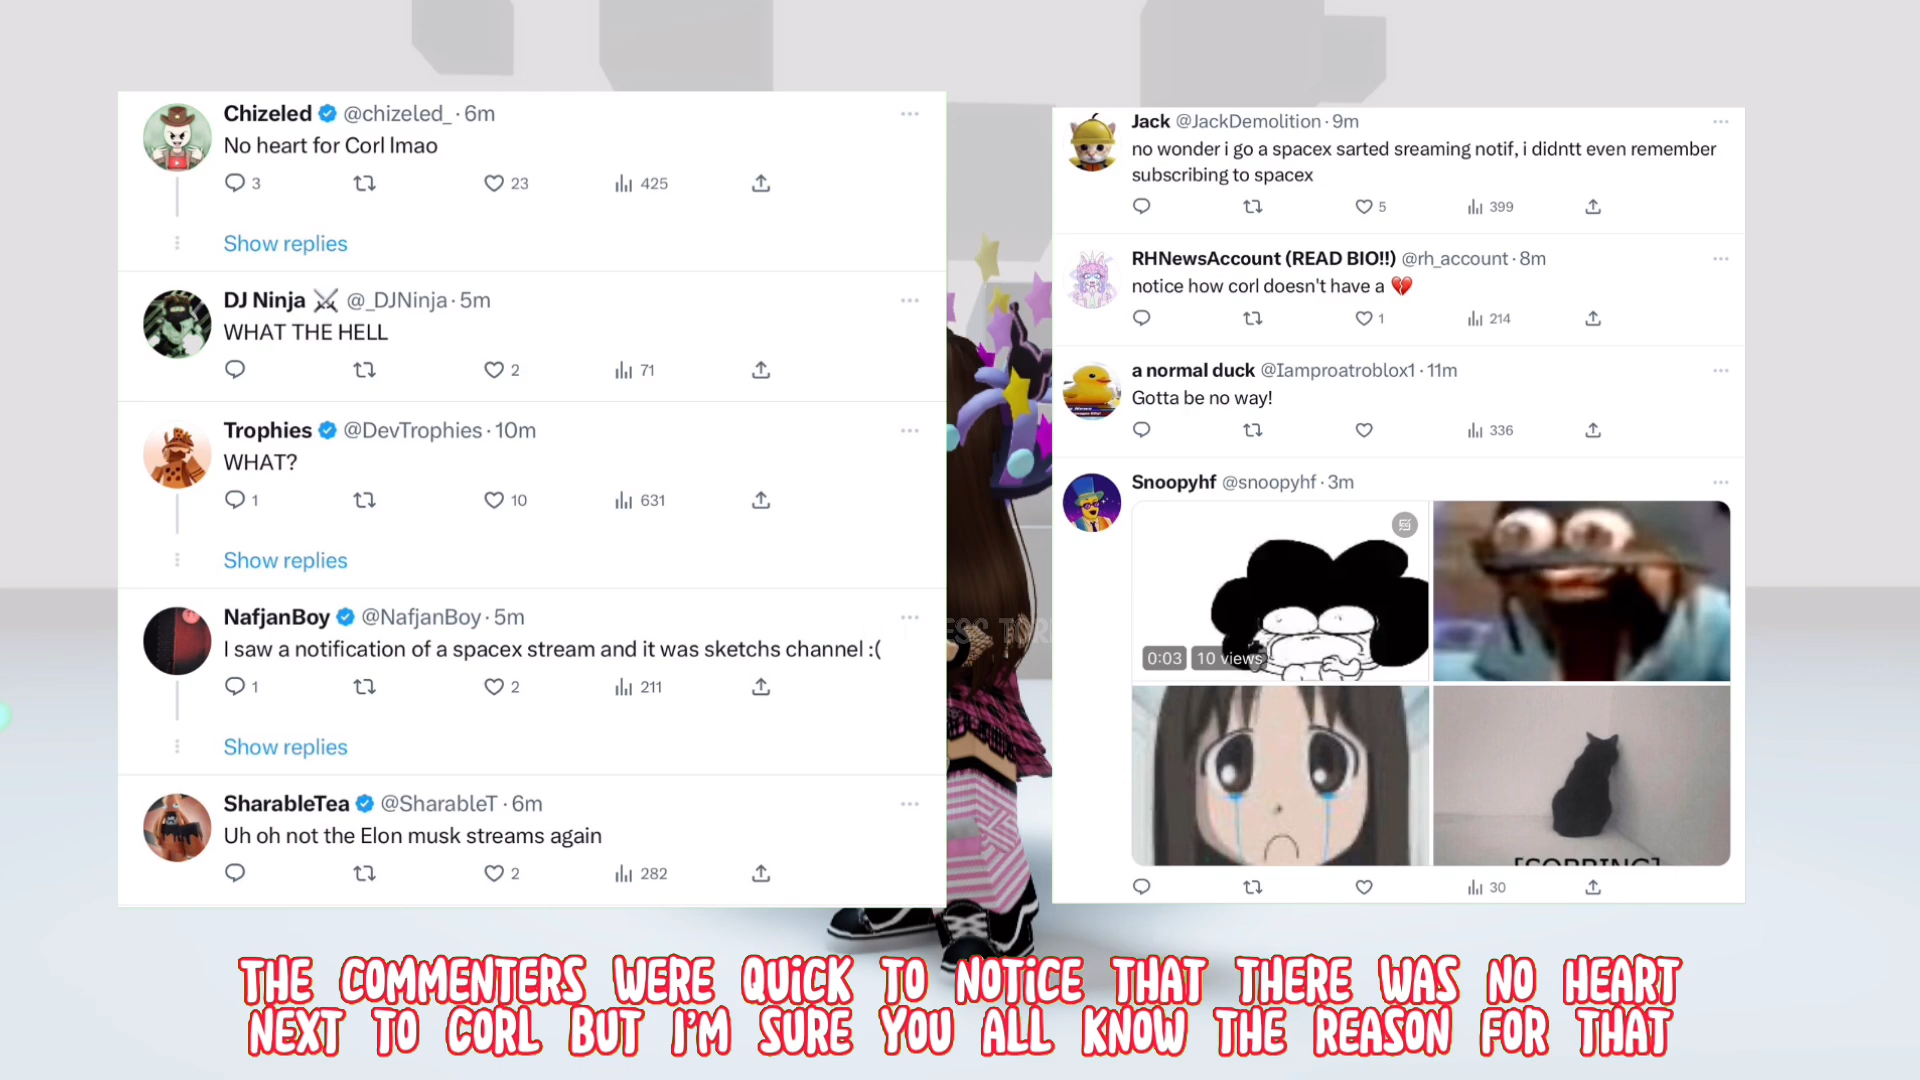 Chizeled @chizeled_ · 6m
No heart for Corl lmao
3 23 425
Show replies
DJ Ninja ⚔ @_DJNinja · 5m
WHAT THE HELL
2 71
Trophies @DevTrophies · 10m
WHAT?
1 10 631
Show replies
NafjanBoy @NafjanBoy · 5m
I saw a notification of a spacex stream and it was sketchs channel :(
1 2 211
Show replies
SharableTea @SharableT · 6m
Uh oh not the Elon musk streams again
2 282
Jack @JackDemolition · 9m
no wonder i go a spacex sarted sreaming notif, i didntt even remember
subscribing to spacex
5 399
RHNewsAccount (READ BIO!!) @rh_account · 8m
notice how corl doesn't have a 💔
1 214
a normal duck @Iamproatroblox1 · 11m
Gotta be no way!
336
Snoopyhf @snoopyhf · 3m
0:03 10 views
[SOBBING]
30
THE COMMENTERS WERE QUICK TO NOTICE THAT THERE WAS NO HEART
NEXT TO CORL BUT I'M SURE YOU ALL KNOW THE REASON FOR THAT